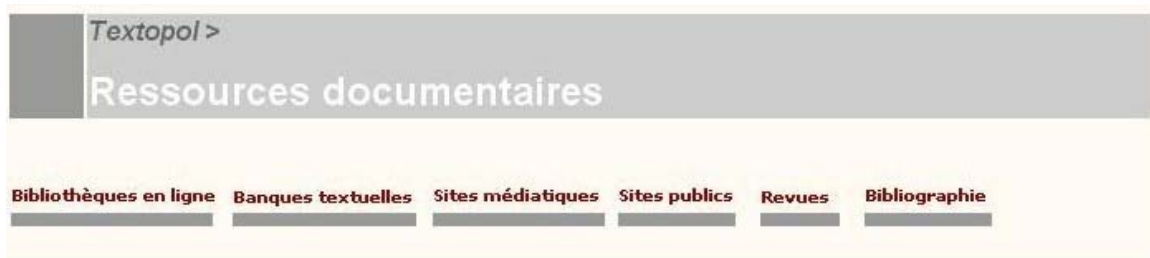 Textopol >
Ressources documentaires
Bibliothèques en ligne Banques textuelles Sites médiatiques Sites publics Revues Bibliographie